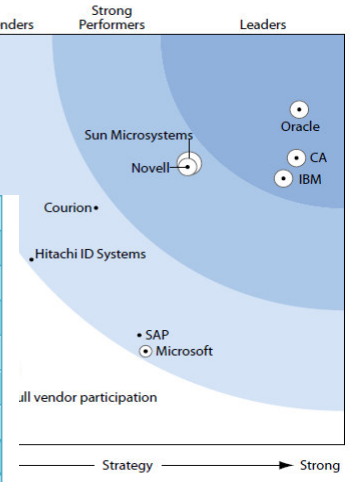 Strong
nders Performers Leaders
Oracle
Sun Microsystems
CA
Novell
IBM
Courion
Hitachi ID Systems
SAP
Microsoft
ull vendor participation
Strategy Strong